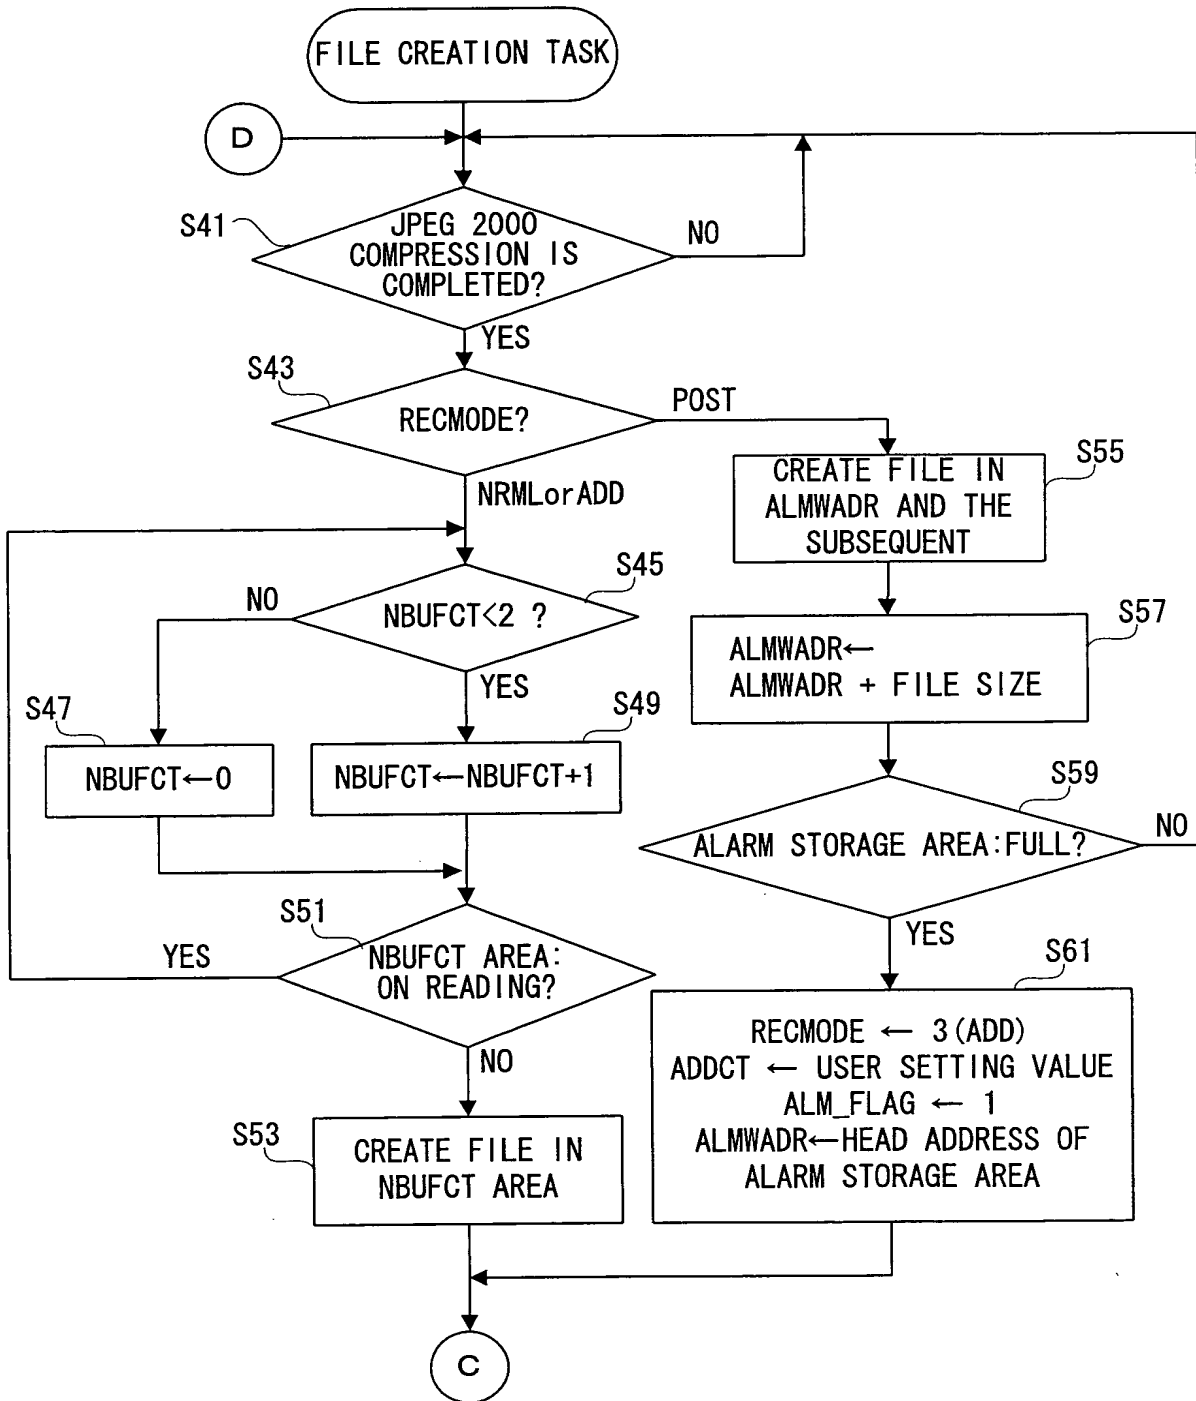 FILE CREATION TASK
D
S41
JPEG 2000
COMPRESSION IS
COMPLETED?
NO
YES
S43
RECMODE?
POST
NRMLorADD
S55
CREATE FILE IN
ALMWADR AND THE
SUBSEQUENT
S45
NBUFCT<2 ?
NO
YES
S57
ALMWADR←
ALMWADR + FILE SIZE
S47
NBUFCT←0
S49
NBUFCT←NBUFCT+1
S59
ALARM STORAGE AREA:FULL?
NO
YES
S51
NBUFCT AREA:
ON READING?
YES
NO
S61
RECMODE ← 3(ADD)
ADDCT ← USER SETTING VALUE
ALM_FLAG ← 1
ALMWADR←HEAD ADDRESS OF
ALARM STORAGE AREA
S53
CREATE FILE IN
NBUFCT AREA
C